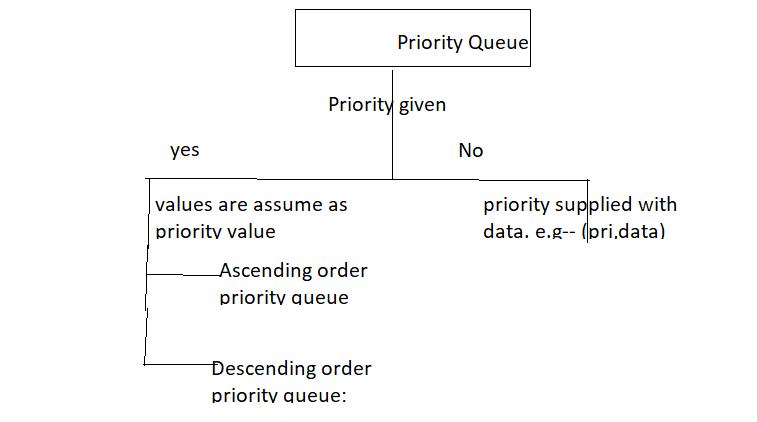 Priority Queue
Priority given
yes
No
values are assume as
priority value
priority supplied with
data. e.g-- (pri,data)
Ascending order
priority queue
Descending order
priority queue: